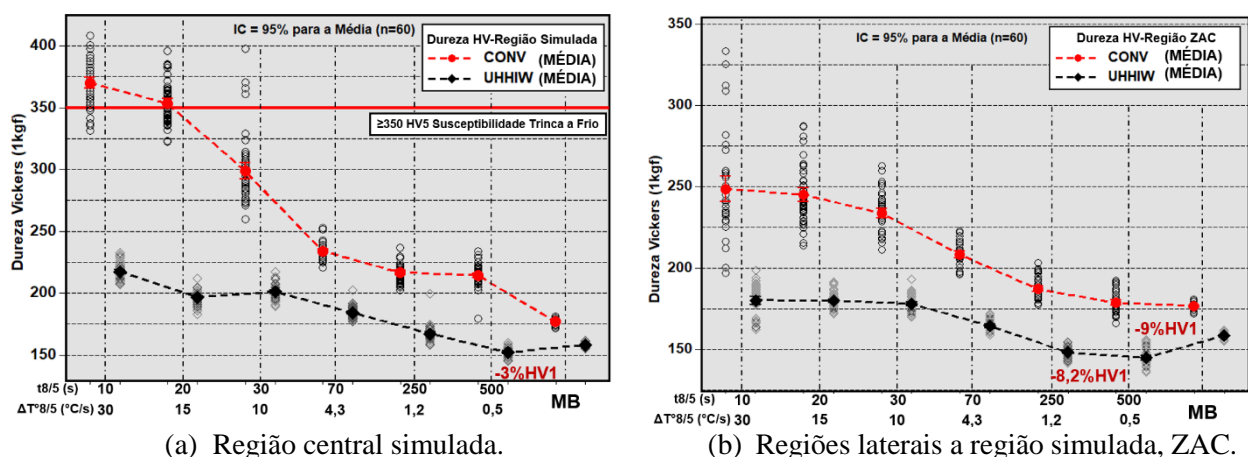 IC = 95% para a Média (n=60)
Dureza HV-Região Simulada
CONV (MÉDIA)
UHHIW (MÉDIA)
≥350 HV5 Susceptibilidade Trinca a Frio
Dureza Vickers (1kgf)
400
350
300
250
200
150
-3%HV1
t8/5 (s) 10 20 30 70 250 500 MB
ΔT°8/5 (°C/s) 30 15 10 4,3 1,2 0,5
(a) Região central simulada.
IC = 95% para a Média (n=60)
Dureza HV-Região ZAC
CONV (MÉDIA)
UHHIW (MÉDIA)
Dureza Vickers (1kgf)
350
300
250
200
150
-9%HV1
-8,2%HV1
t8/5 (s) 10 20 30 70 250 500 MB
ΔT°8/5 (°C/s) 30 15 10 4,3 1,2 0,5
(b) Regiões laterais a região simulada, ZAC.